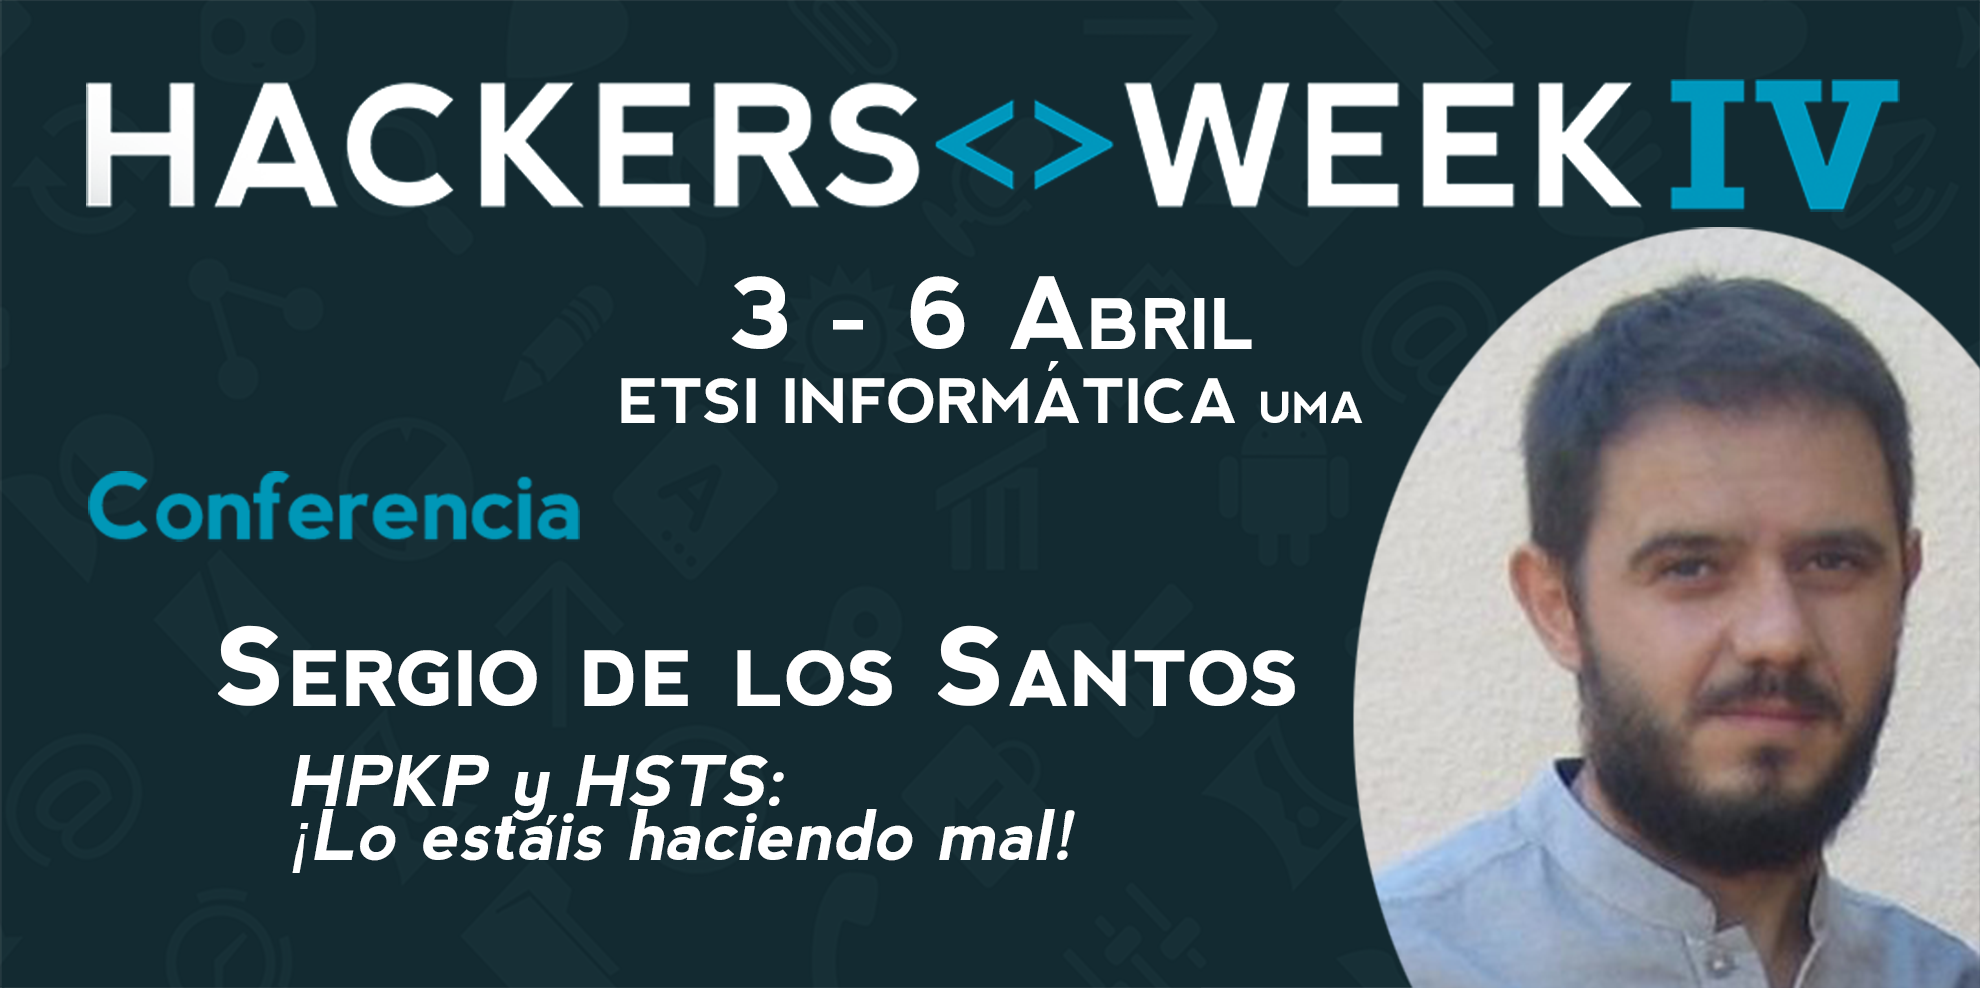 HACKERS<>WEEK IV
3 - 6 Abril
ETSI INFORMÁTICA UMA
Conferencia
Sergio de los Santos
HPKP y HSTS:
¡Lo estáis haciendo mal!